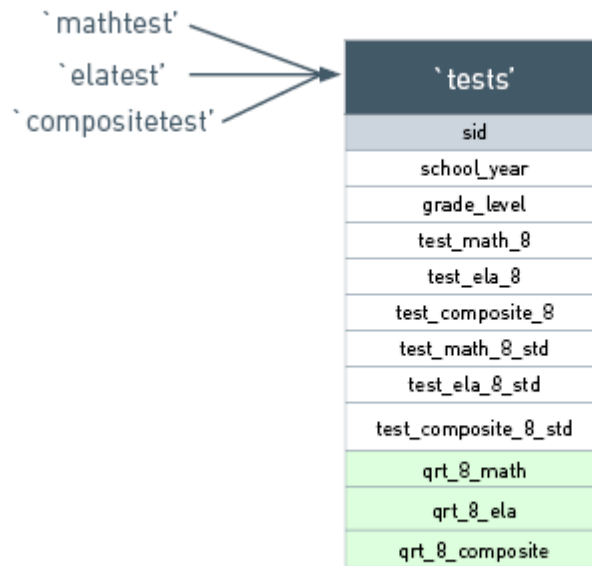 `mathtest’
`elatest’
`compositetest’
`tests’
sid
school_year
grade_level
test_math_8
test_ela_8
test_composite_8
test_math_8_std
test_ela_8_std
test_composite_8_std
qrt_8_math
qrt_8_ela
qrt_8_composite